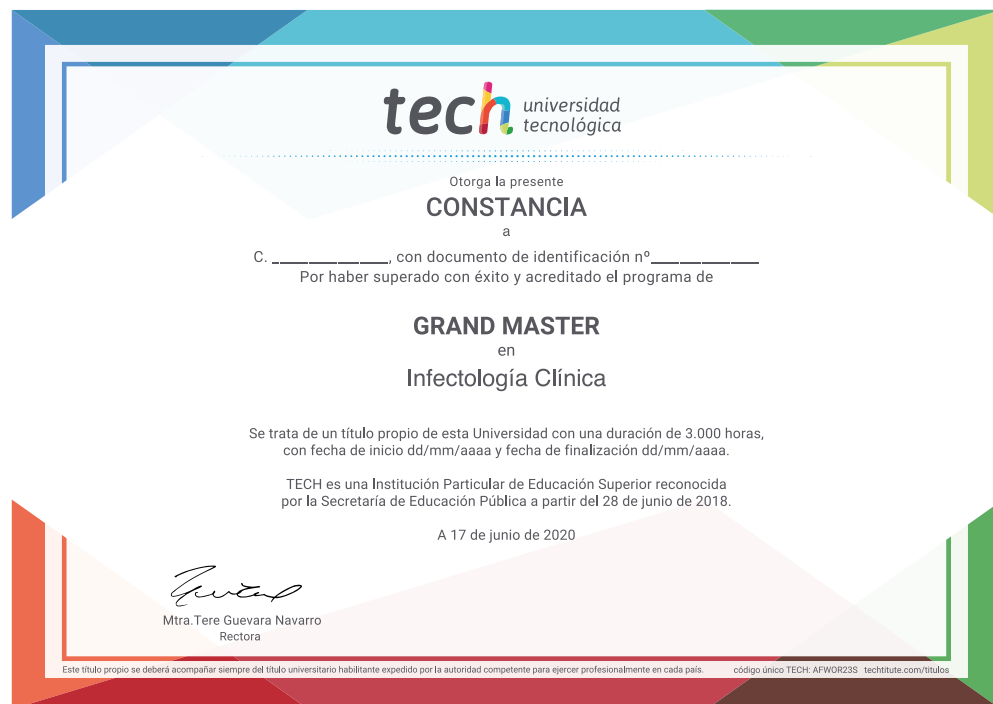 tech universidad
tecnológica
Otorga la presente
CONSTANCIA
a
C. ____________, con documento de identificación nº____________
Por haber superado con éxito y acreditado el programa de
GRAND MASTER
en
Infectología Clínica
Se trata de un título propio de esta Universidad con una duración de 3.000 horas,
con fecha de inicio dd/mm/aaaa y fecha de finalización dd/mm/aaaa.
TECH es una Institución Particular de Educación Superior reconocida
por la Secretaría de Educación Pública a partir del 28 de junio de 2018.
A 17 de junio de 2020
Mtra.Tere Guevara Navarro
Rectora
Este título propio se deberá acompañar siempre del título universitario habilitante expedido por la autoridad competente para ejercer profesionalmente en cada país. código único TECH: AFWOR23S techtitute.com/titulos